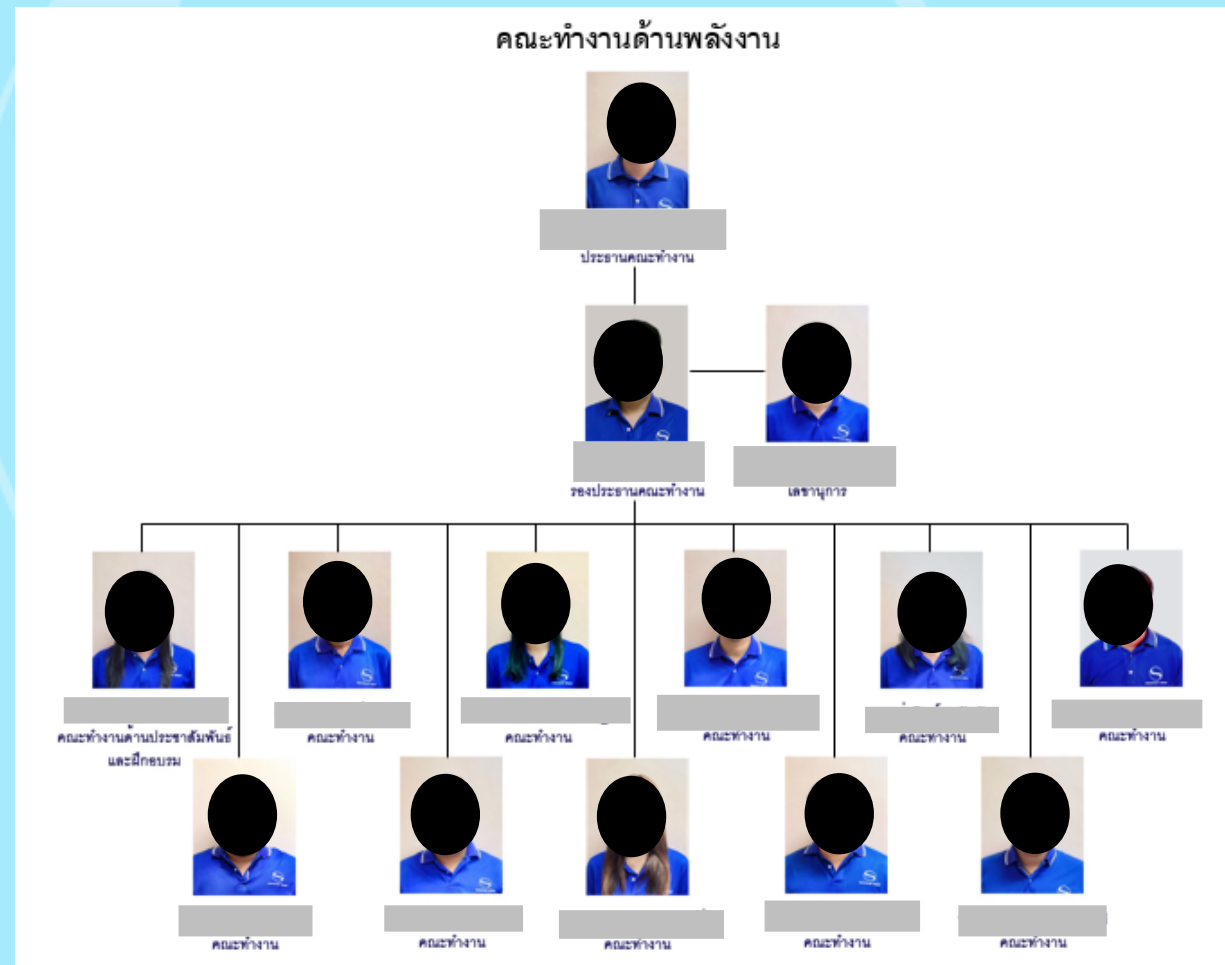 คณะทำงานด้านพลังงาน
ประธานคณะทำงาน
รองประธานคณะทำงาน
เลขานุการ
คณะทำงานด้านประชาสัมพันธ์
และฝึกอบรม
คณะทำงาน
คณะทำงาน
คณะทำงาน
คณะทำงาน
คณะทำงาน
คณะทำงาน
คณะทำงาน
คณะทำงาน
คณะทำงาน
คณะทำงาน